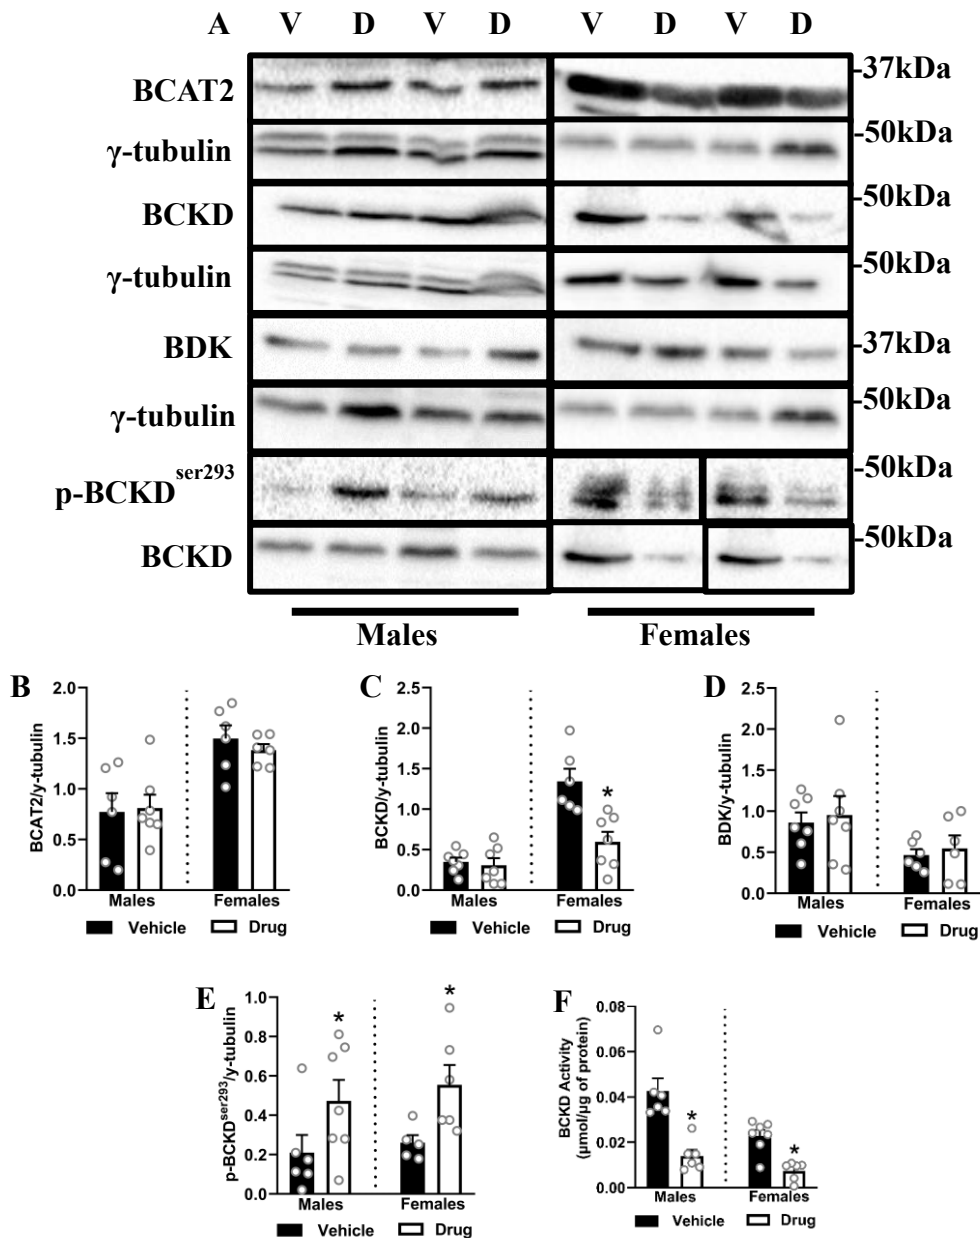 A V D V D V D V D
BCAT2 -37kDa
γ-tubulin -50kDa
BCKD -50kDa
γ-tubulin -50kDa
BDK -37kDa
γ-tubulin -50kDa
p-BCKDser293 -50kDa
BCKD -50kDa
Males Females
B
BCAT2/y-tubulin
2.0
1.5
1.0
0.5
0.0
Males Females
Vehicle Drug
C
BCKD/y-tubulin
2.5
2.0
1.5
1.0
0.5
0.0
*
Males Females
Vehicle Drug
D
BDK/y-tubulin
2.5
2.0
1.5
1.0
0.5
0.0
Males Females
Vehicle Drug
E
p-BCKDser293/y-tubulin
1.0
0.8
0.6
0.4
0.2
0.0
* *
Males Females
Vehicle Drug
F
BCKD Activity
(µmol/µg of protein)
0.08
0.06
0.04
0.02
0.00
* *
Males Females
Vehicle Drug